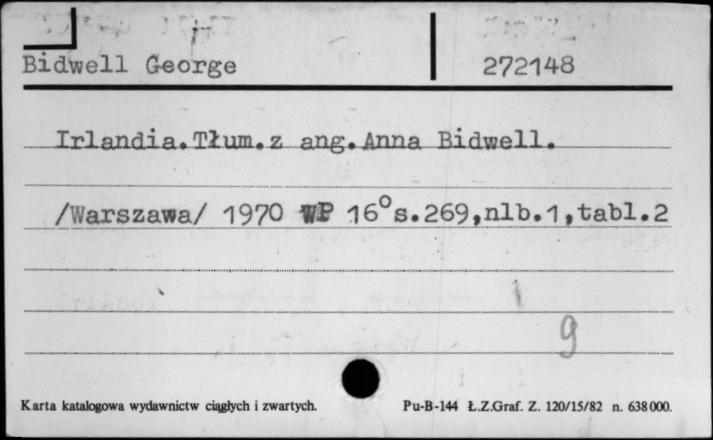 Bidwell George 272148
Irlandia.Tłum.z ang.Anna Bidwell.
/Warszawa/ 1970 WP 16°s.269,nlb.1,tabl.2
9
Karta katalogowa wydawnictw ciągłych i zwartych. Pu-B-144 Ł.Z.Graf. Z. 120/15/82 n. 638000.